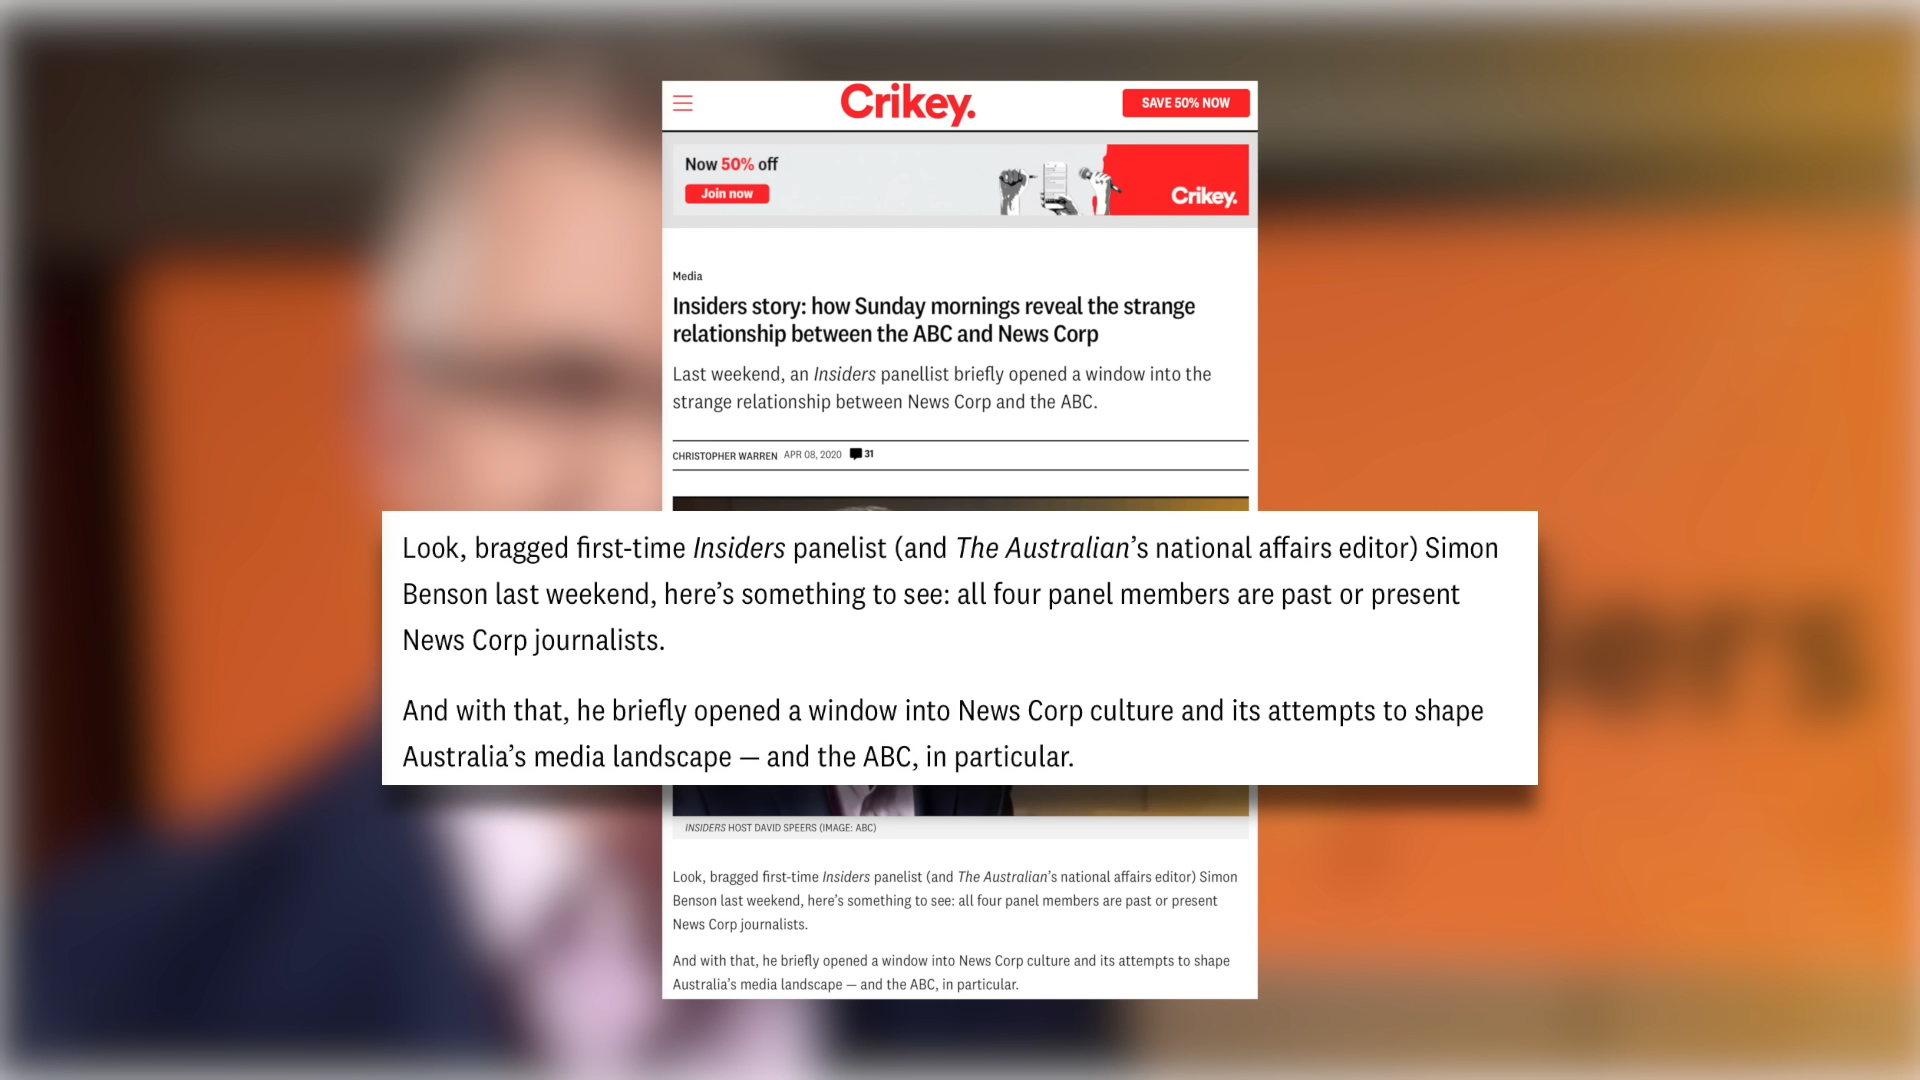 Crikey.
SAVE 50% NOW
Now 50% off
Join now
Crikey.
Media
Insiders story: how Sunday mornings reveal the strange
relationship between the ABC and News Corp
Last weekend, an Insiders panellist briefly opened a window into the
strange relationship between News Corp and the ABC.
CHRISTOPHER WARREN APR 08, 2020 31
Look, bragged first-time Insiders panelist (and The Australian’s national affairs editor) Simon
Benson last weekend, here’s something to see: all four panel members are past or present
News Corp journalists.
And with that, he briefly opened a window into News Corp culture and its attempts to shape
Australia’s media landscape — and the ABC, in particular.
INSIDERS HOST DAVID SPEERS (IMAGE: ABC)
Look, bragged first-time Insiders panelist (and The Australian’s national affairs editor) Simon
Benson last weekend, here’s something to see: all four panel members are past or present
News Corp journalists.
And with that, he briefly opened a window into News Corp culture and its attempts to shape
Australia’s media landscape — and the ABC, in particular.